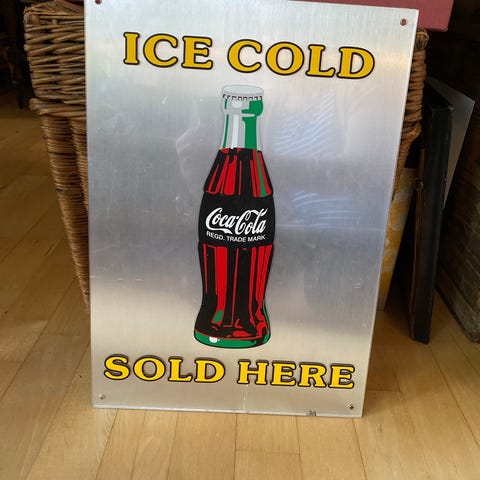 ICE COLD
Coca-Cola
REGD. TRADE MARK
SOLD HERE